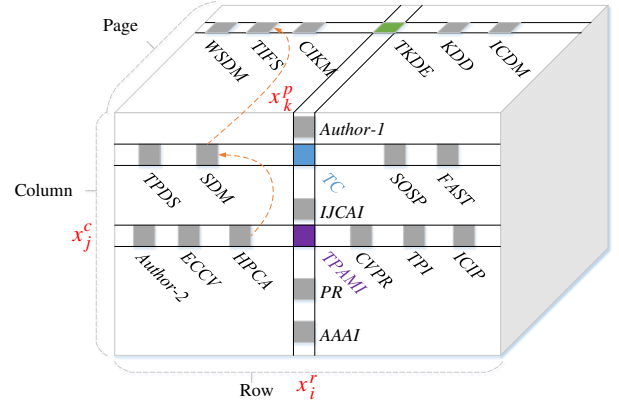 Page
WSDM TIFS CIKM TKDE KDD ICDM
x_k^p
Author-1
TPDS SDM TC SOSP FAST
Column
IJCAI
x_j^c
Author-2 ECCV HPCA TPAMI CVPR TPI ICIP
PR
AAAI
Row x_i^r